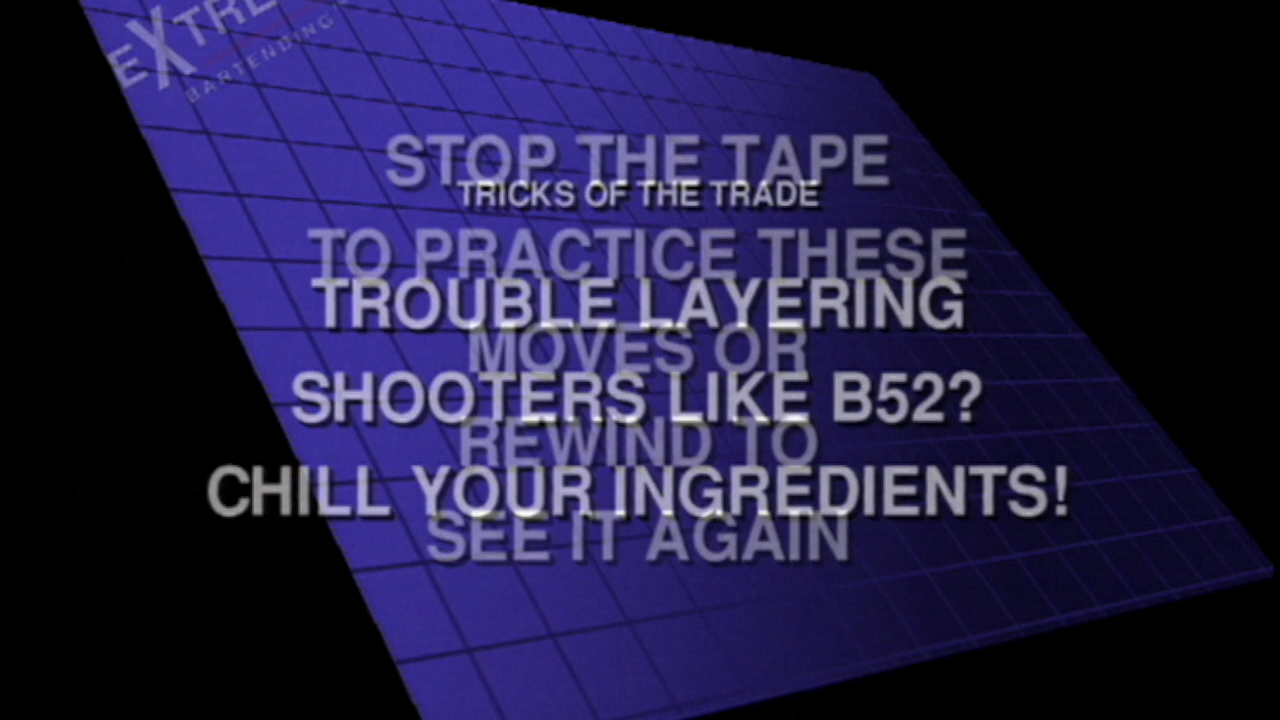 EXTRE
BARTENDING
STOP THE TAPE
TRICKS OF THE TRADE
TO PRACTICE THESE
TROUBLE LAYERING
MOVES OR
SHOOTERS LIKE B52?
REWIND TO
CHILL YOUR INGREDIENTS!
SEE IT AGAIN